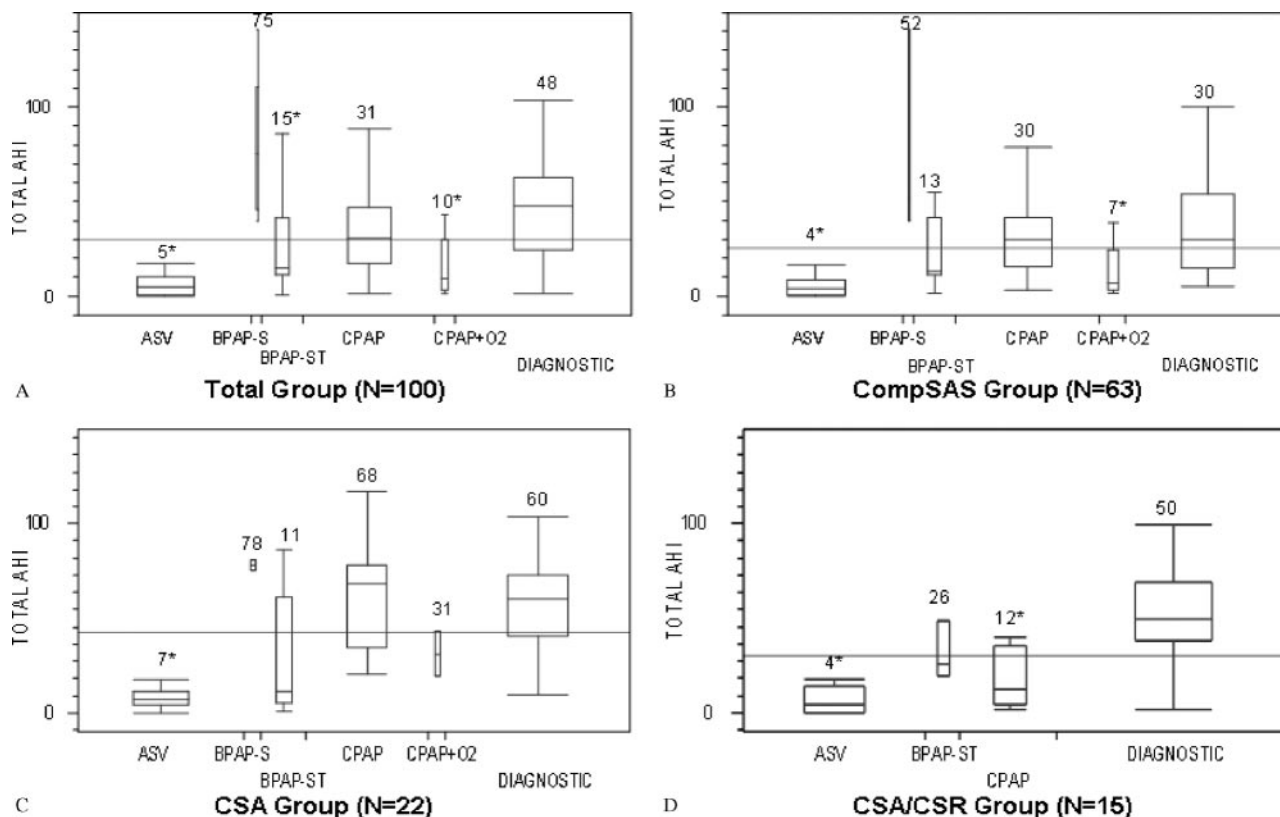 75
48
31
15*
10*
5*
100
0
TOTAL AHI
ASV BPAP-S CPAP CPAP+O2
BPAP-ST DIAGNOSTIC
A Total Group (N=100)
52
30
30
13
7*
4*
100
0
TOTAL AHI
ASV BPAP-S CPAP CPAP+O2
BPAP-ST DIAGNOSTIC
B CompSAS Group (N=63)
68
60
78 11
31
7*
100
0
TOTAL AHI
ASV BPAP-S CPAP CPAP+O2
BPAP-ST DIAGNOSTIC
C CSA Group (N=22)
50
26
12*
4*
100
0
TOTAL AHI
ASV BPAP-ST DIAGNOSTIC
CPAP
D CSA/CSR Group (N=15)